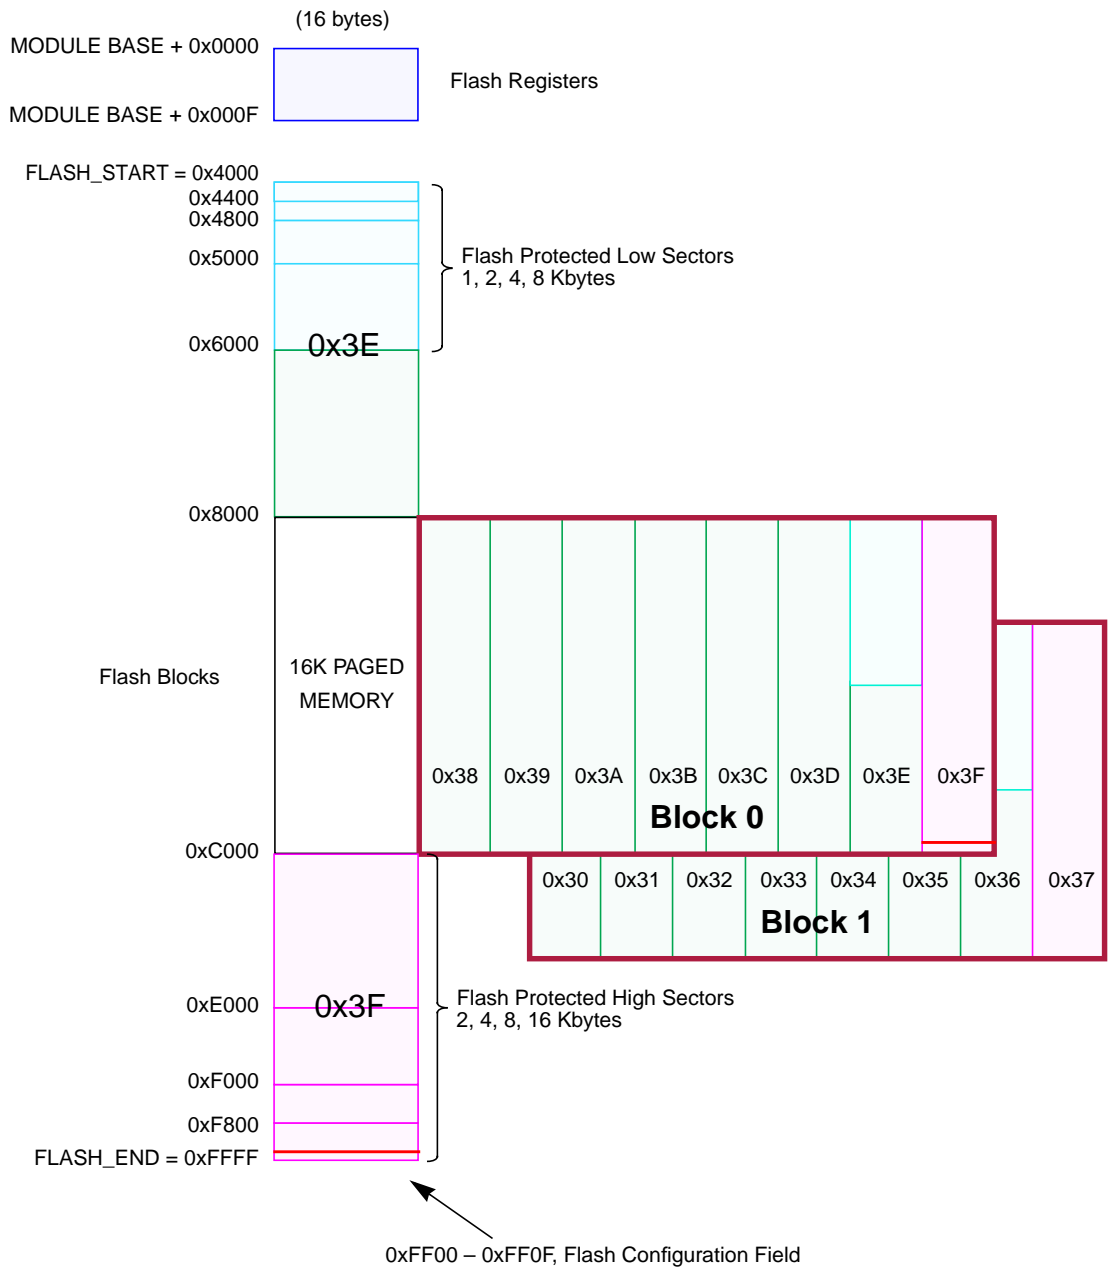 (16 bytes)
MODULE BASE + 0x0000
Flash Registers
MODULE BASE + 0x000F
FLASH_START = 0x4000
0x4400
0x4800
0x5000
Flash Protected Low Sectors
1, 2, 4, 8 Kbytes
0x6000
0x3E
0x8000
Flash Blocks
16K PAGED
MEMORY
0x38 0x39 0x3A 0x3B 0x3C 0x3D 0x3E 0x3F
Block 0
0xC000
0x30 0x31 0x32 0x33 0x34 0x35 0x36 0x37
Block 1
0xE000
0x3F
Flash Protected High Sectors
2, 4, 8, 16 Kbytes
0xF000
0xF800
FLASH_END = 0xFFFF
0xFF00 – 0xFF0F, Flash Configuration Field